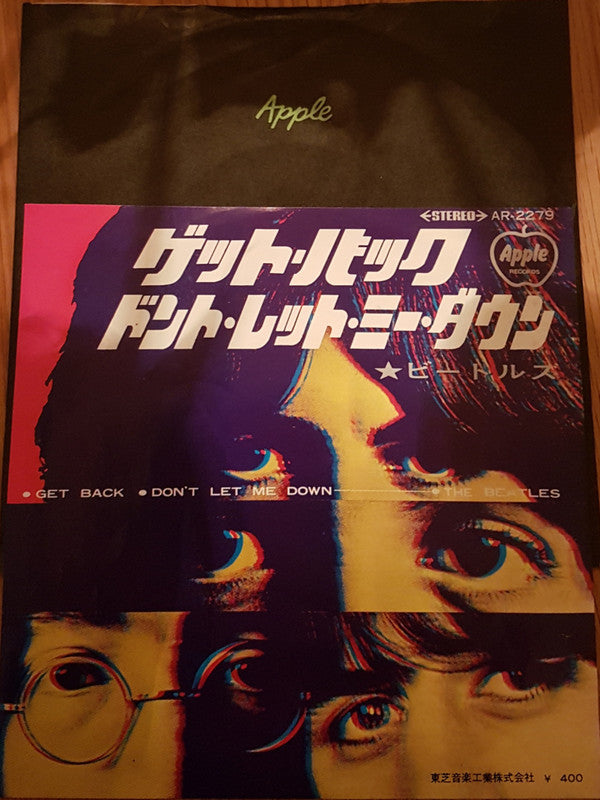 Apple
←STEREO→ AR-2279
Apple
RECORDS
ゲット・バック
ドント・レット・ミー・ダウン
★ビートルズ
● GET BACK ● DON'T LET ME DOWN ● THE BEATLES
東芝音楽工業株式会社 ¥ 400